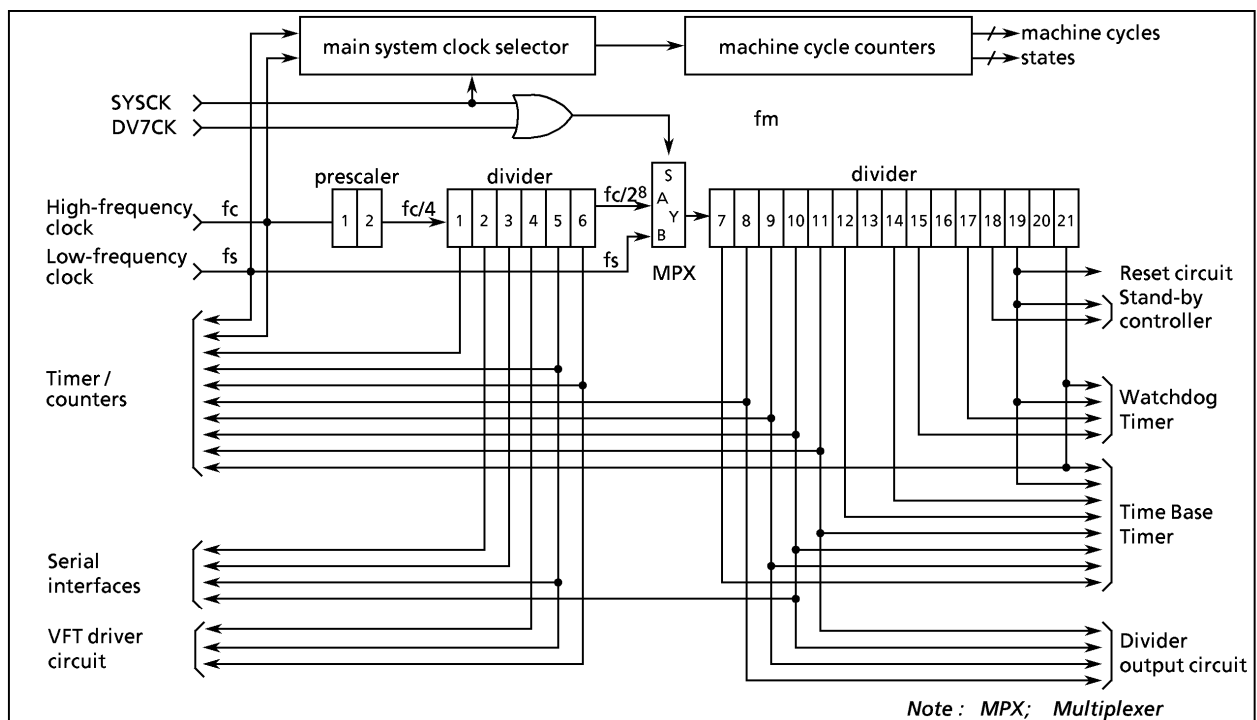 main system clock selector
machine cycle counters
machine cycles
states
SYSCK
DV7CK
fm
prescaler
divider
divider
High-frequency
clock
fc
1 2
fc/4
1 2 3 4 5 6
fc/2⁸
S
A
Y
B
7 8 9 10 11 12 13 14 15 16 17 18 19 20 21
Low-frequency
clock
fs
fs
MPX
Reset circuit
Stand-by
controller
Timer /
counters
Watchdog
Timer
Time Base
Timer
Serial
interfaces
VFT driver
circuit
Divider
output circuit
Note : MPX; Multiplexer